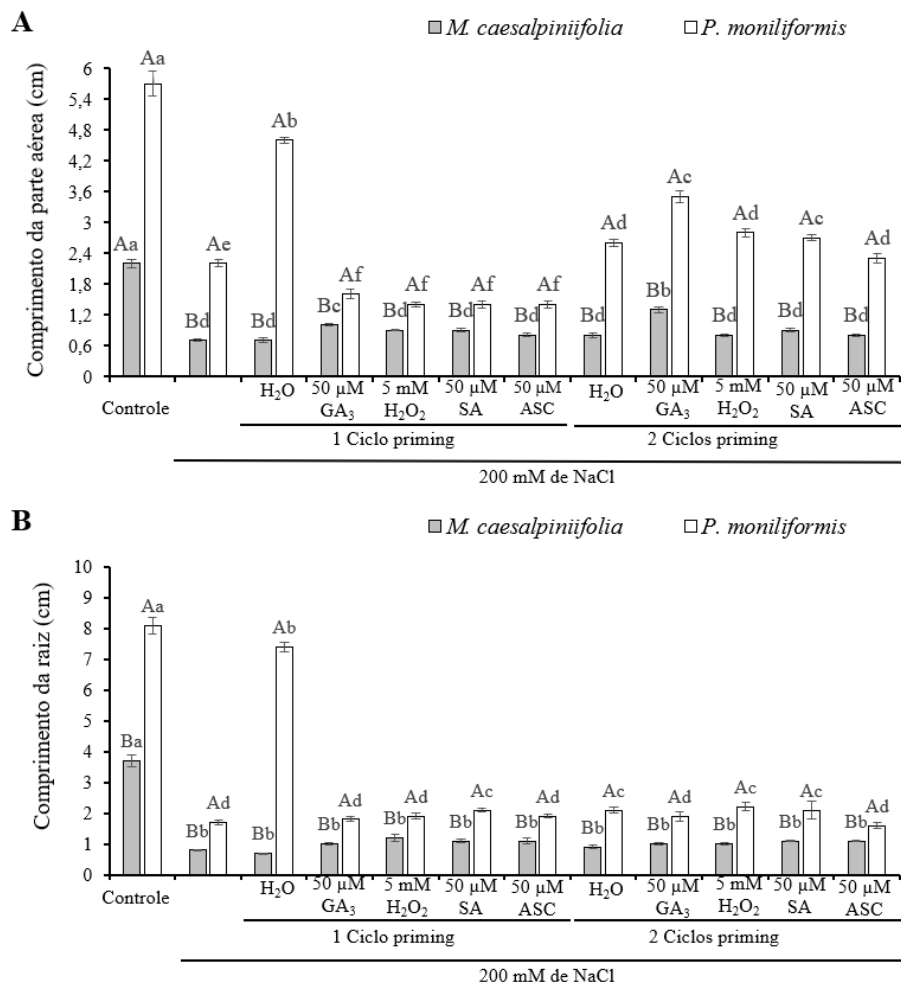 A
M. caesalpiniifolia P. moniliformis
Comprimento da parte aérea (cm)
6
5,4
4,8
4,2
3,6
3
2,4
1,8
1,2
0,6
0
Aa Aa Bd Ae Bd Ab Bc Af Bd Af Bd Af Bd Af Bd Ad Bb Ac Bd Ad Bd Ac Bd Ad
Controle
H₂O 50 µM 5 mM 50 µM 50 µM H₂O 50 µM 5 mM 50 µM 50 µM
GA₃ H₂O₂ SA ASC GA₃ H₂O₂ SA ASC
1 Ciclo priming 2 Ciclos priming
200 mM de NaCl
B
M. caesalpiniifolia P. moniliformis
Comprimento da raiz (cm)
10
9
8
7
6
5
4
3
2
1
0
Ba Aa Bb Ad Bb Ab Bb Ad Bb Ad Bb Ac Bb Ad Bb Ac Bb Ad Bb Ac Bb Ac Bb Ad
Controle
H₂O 50 µM 5 mM 50 µM 50 µM H₂O 50 µM 5 mM 50 µM 50 µM
GA₃ H₂O₂ SA ASC GA₃ H₂O₂ SA ASC
1 Ciclo priming 2 Ciclos priming
200 mM de NaCl